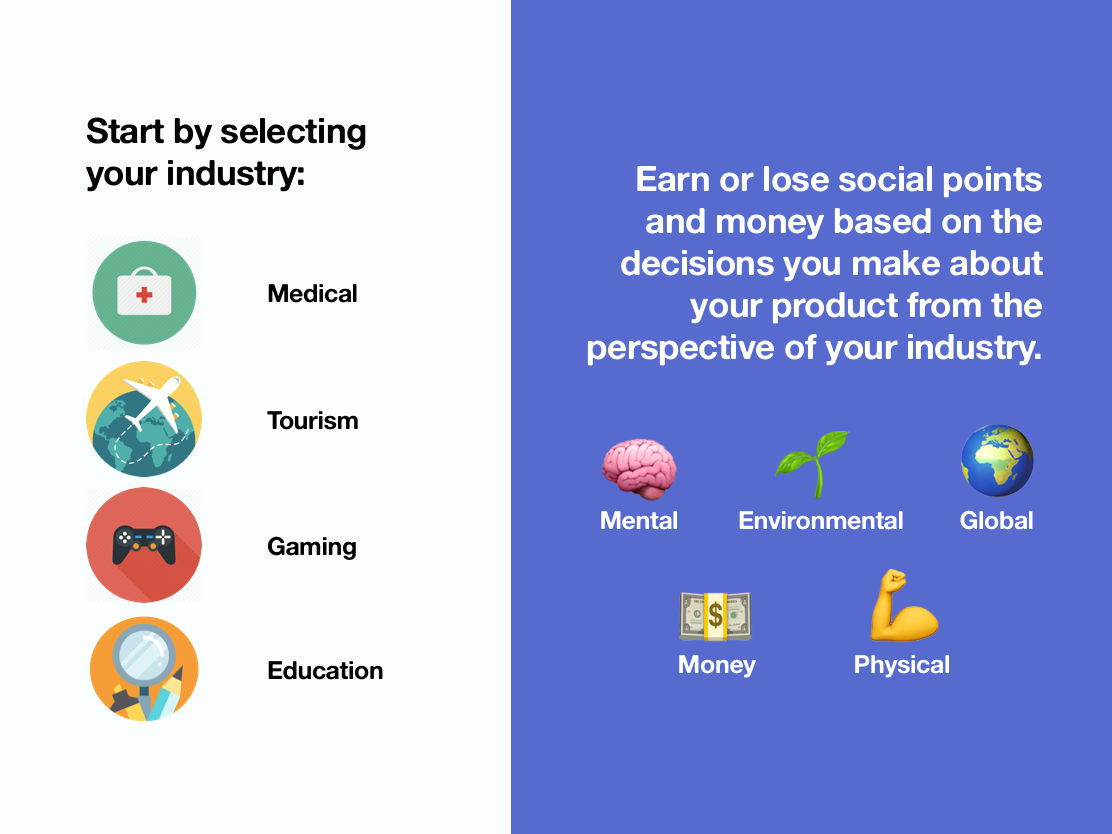 Start by selecting
your industry:
Medical
Tourism
Gaming
Education
Earn or lose social points
and money based on the
decisions you make about
your product from the
perspective of your industry.
Mental
Environmental
Global
Money
Physical